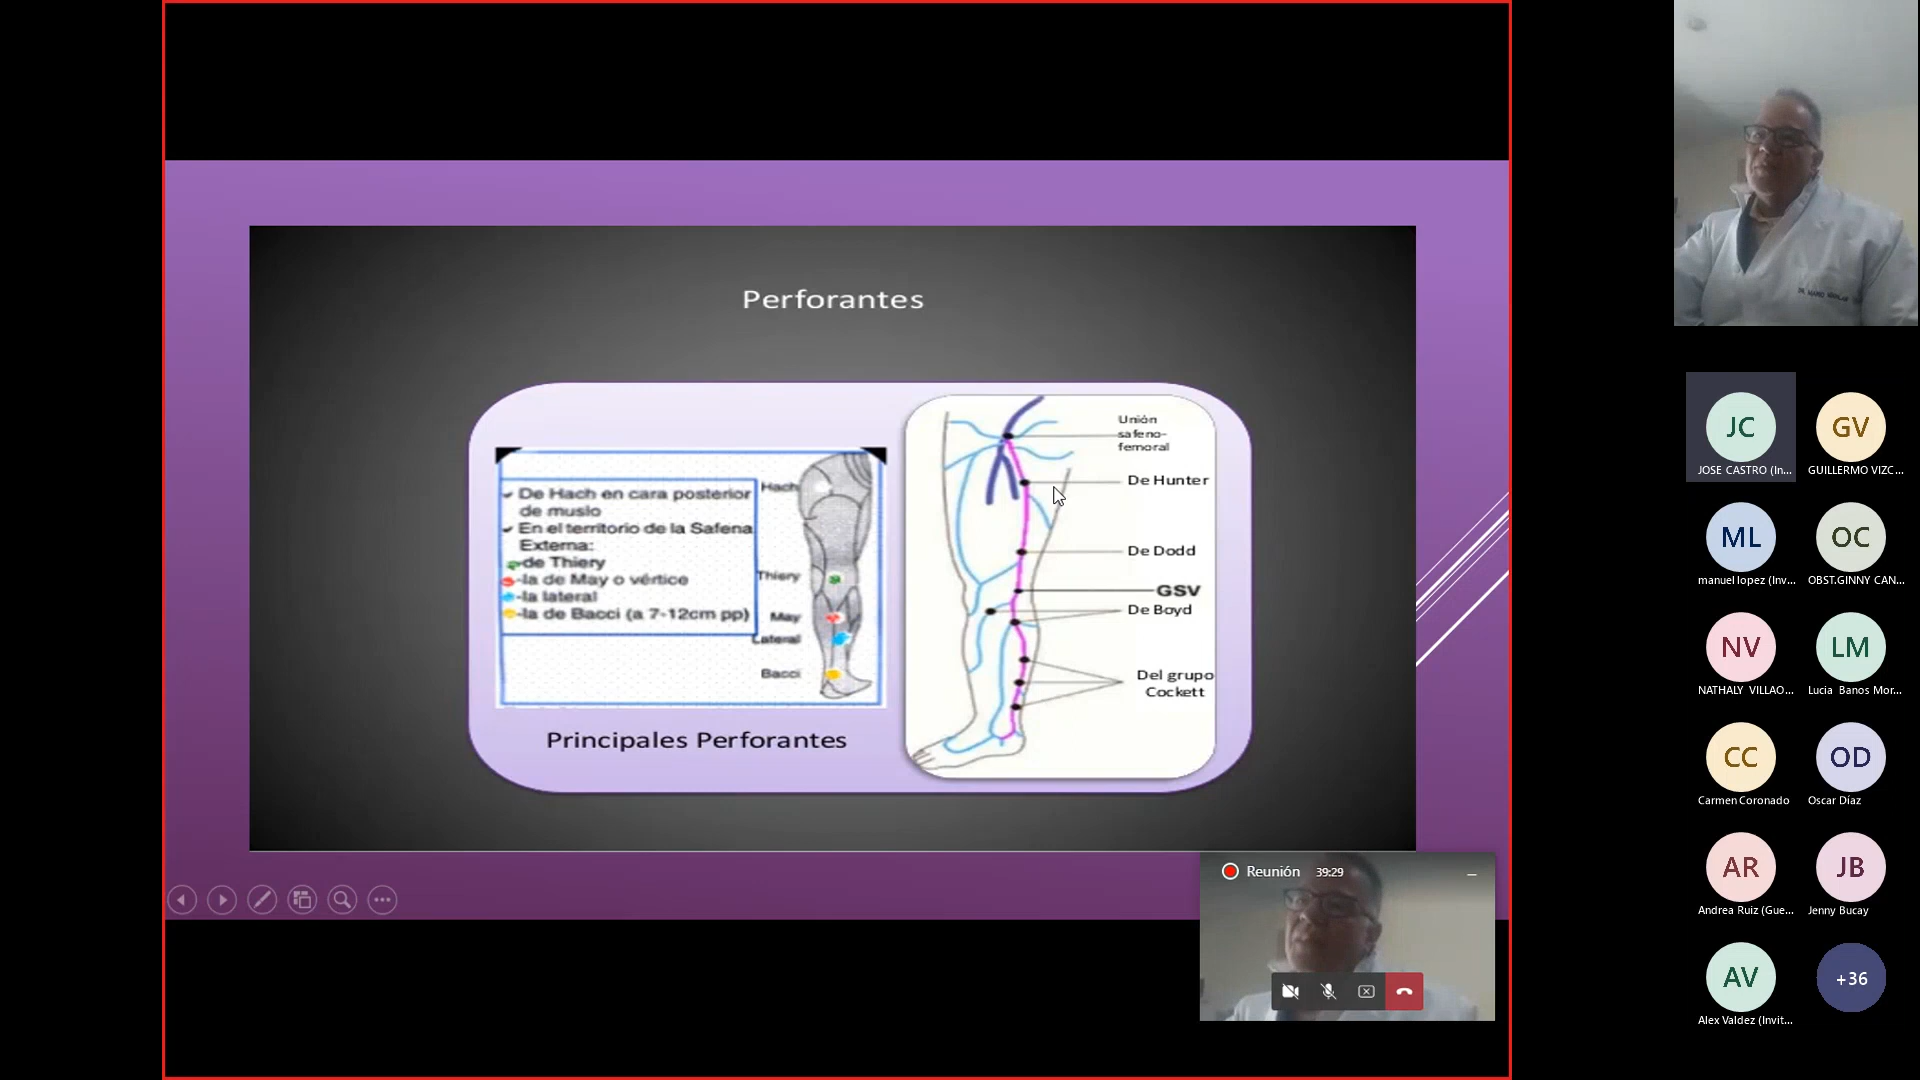 Perforantes
De Hach en cara posterior
de muslo
En el territorio de la Safena
Externa:
de Thiery
-la de May o vértice
-la lateral
-la de Bacci (a 7-12cm pp)
Hach
Thiery
May
Lateral
Bacci
Principales Perforantes
Unión
safeno-
femoral
De Hunter
De Dodd
GSV
De Boyd
Del grupo
Cockett
Reunión 39:29
JC
JOSE CASTRO (In...
GV
GUILLERMO VIZC...
ML
manuel lopez (Inv...
OC
OBST.GINNY CAN...
NV
NATHALY VILLAO...
LM
Lucia Banos Mor...
CC
Carmen Coronado
OD
Oscar Díaz
AR
Andrea Ruiz (Gue...
JB
Jenny Bucay
AV
Alex Valdez (Invit...
+36